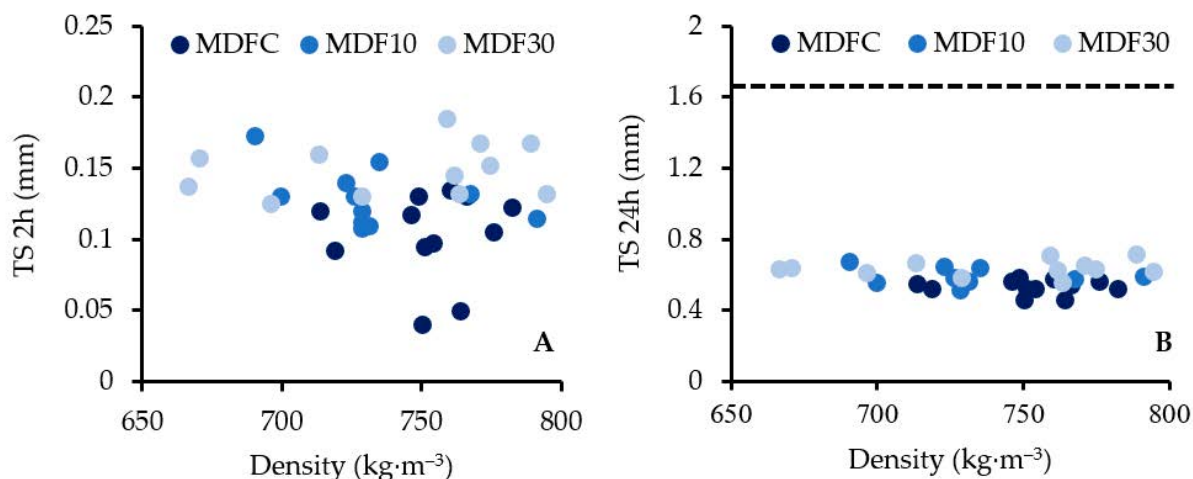 0.25
MDFC MDF10 MDF30
0.2
0.15
0.1
0.05
0
TS 2h (mm)
A
650 700 750 800
Density (kg·m⁻³)
2
MDFC MDF10 MDF30
1.6
1.2
0.8
0.4
0
TS 24h (mm)
B
650 700 750 800
Density (kg·m⁻³)